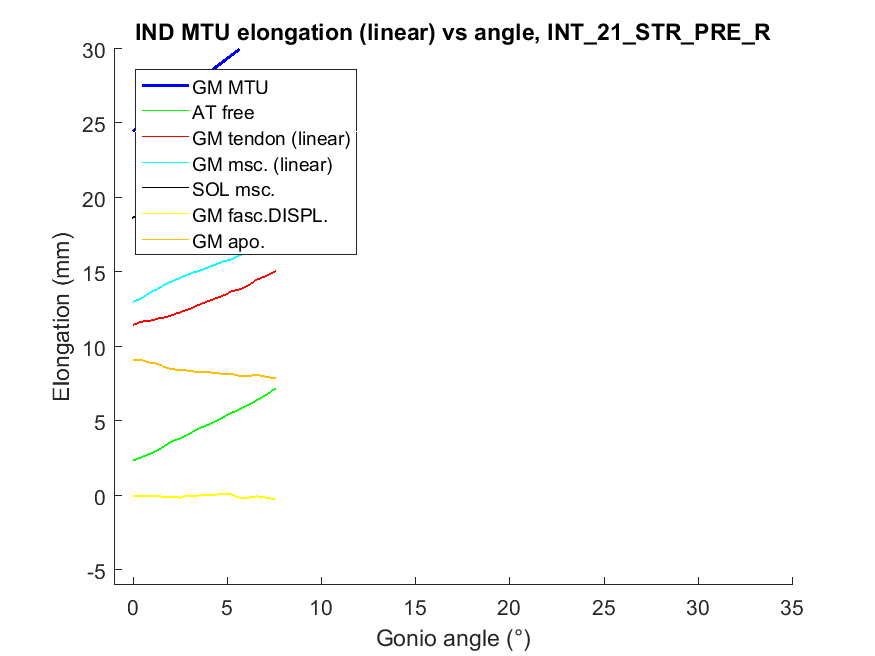 IND MTU elongation (linear) vs angle, INT_21_STR_PRE_R
30
25
20
15
10
5
0
-5
Elongation (mm)
GM MTU
AT free
GM tendon (linear)
GM msc. (linear)
SOL msc.
GM fasc.DISPL.
GM apo.
0 5 10 15 20 25 30 35
Gonio angle (°)